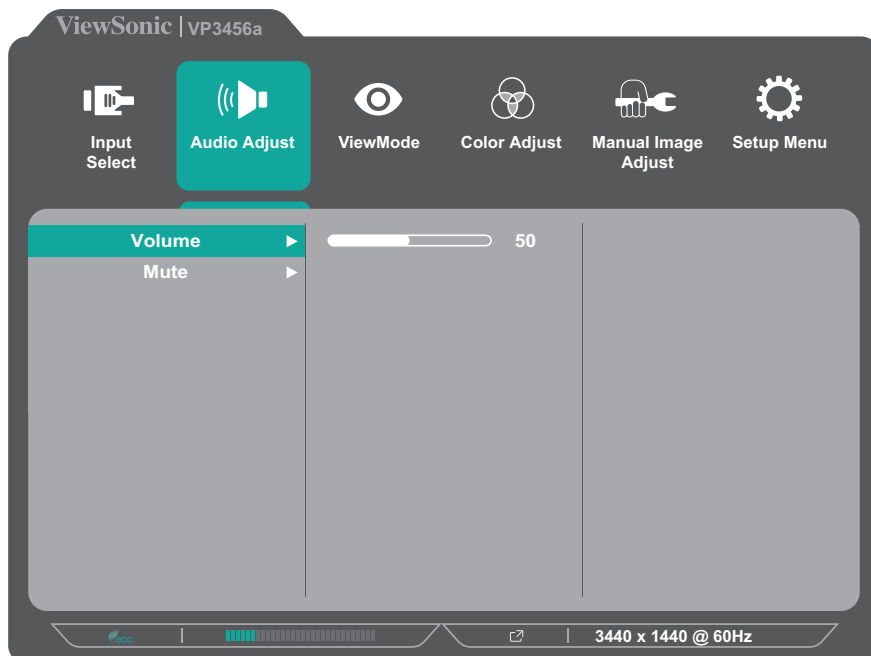 ViewSonic | VP3456a
Input
Select
Audio Adjust
ViewMode
Color Adjust
Manual Image
Adjust
Setup Menu
Volume
50
Mute
eco
3440 x 1440 @ 60Hz